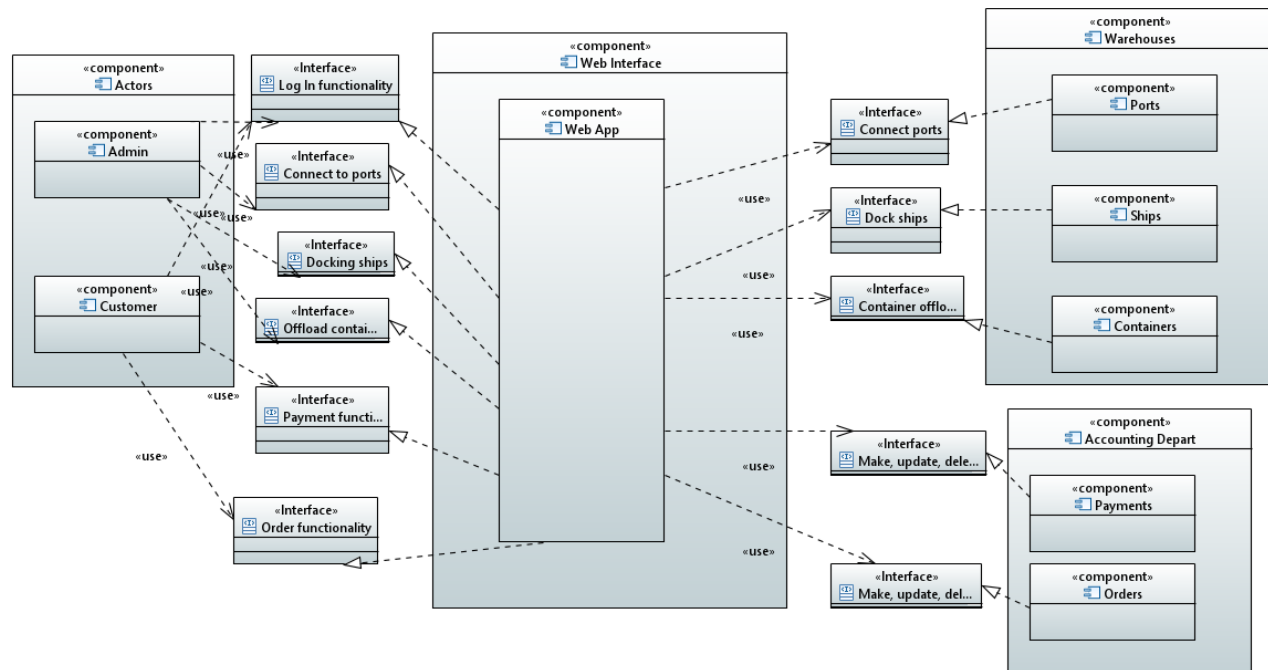 «component»
Actors
«component»
Admin
«component»
Customer
«Interface»
Log In functionality
«Interface»
Connect to ports
«Interface»
Docking ships
«Interface»
Offload contai...
«Interface»
Payment functi...
«Interface»
Order functionality
«use»
«use»
«use»
«use»
«use»
«use»
«use»
«use»
«component»
Web Interface
«component»
Web App
«use»
«use»
«use»
«use»
«use»
«Interface»
Connect ports
«Interface»
Dock ships
«Interface»
Container offlo...
«Interface»
Make, update, dele...
«Interface»
Make, update, del...
«component»
Warehouses
«component»
Ports
«component»
Ships
«component»
Containers
«component»
Accounting Depart
«component»
Payments
«component»
Orders